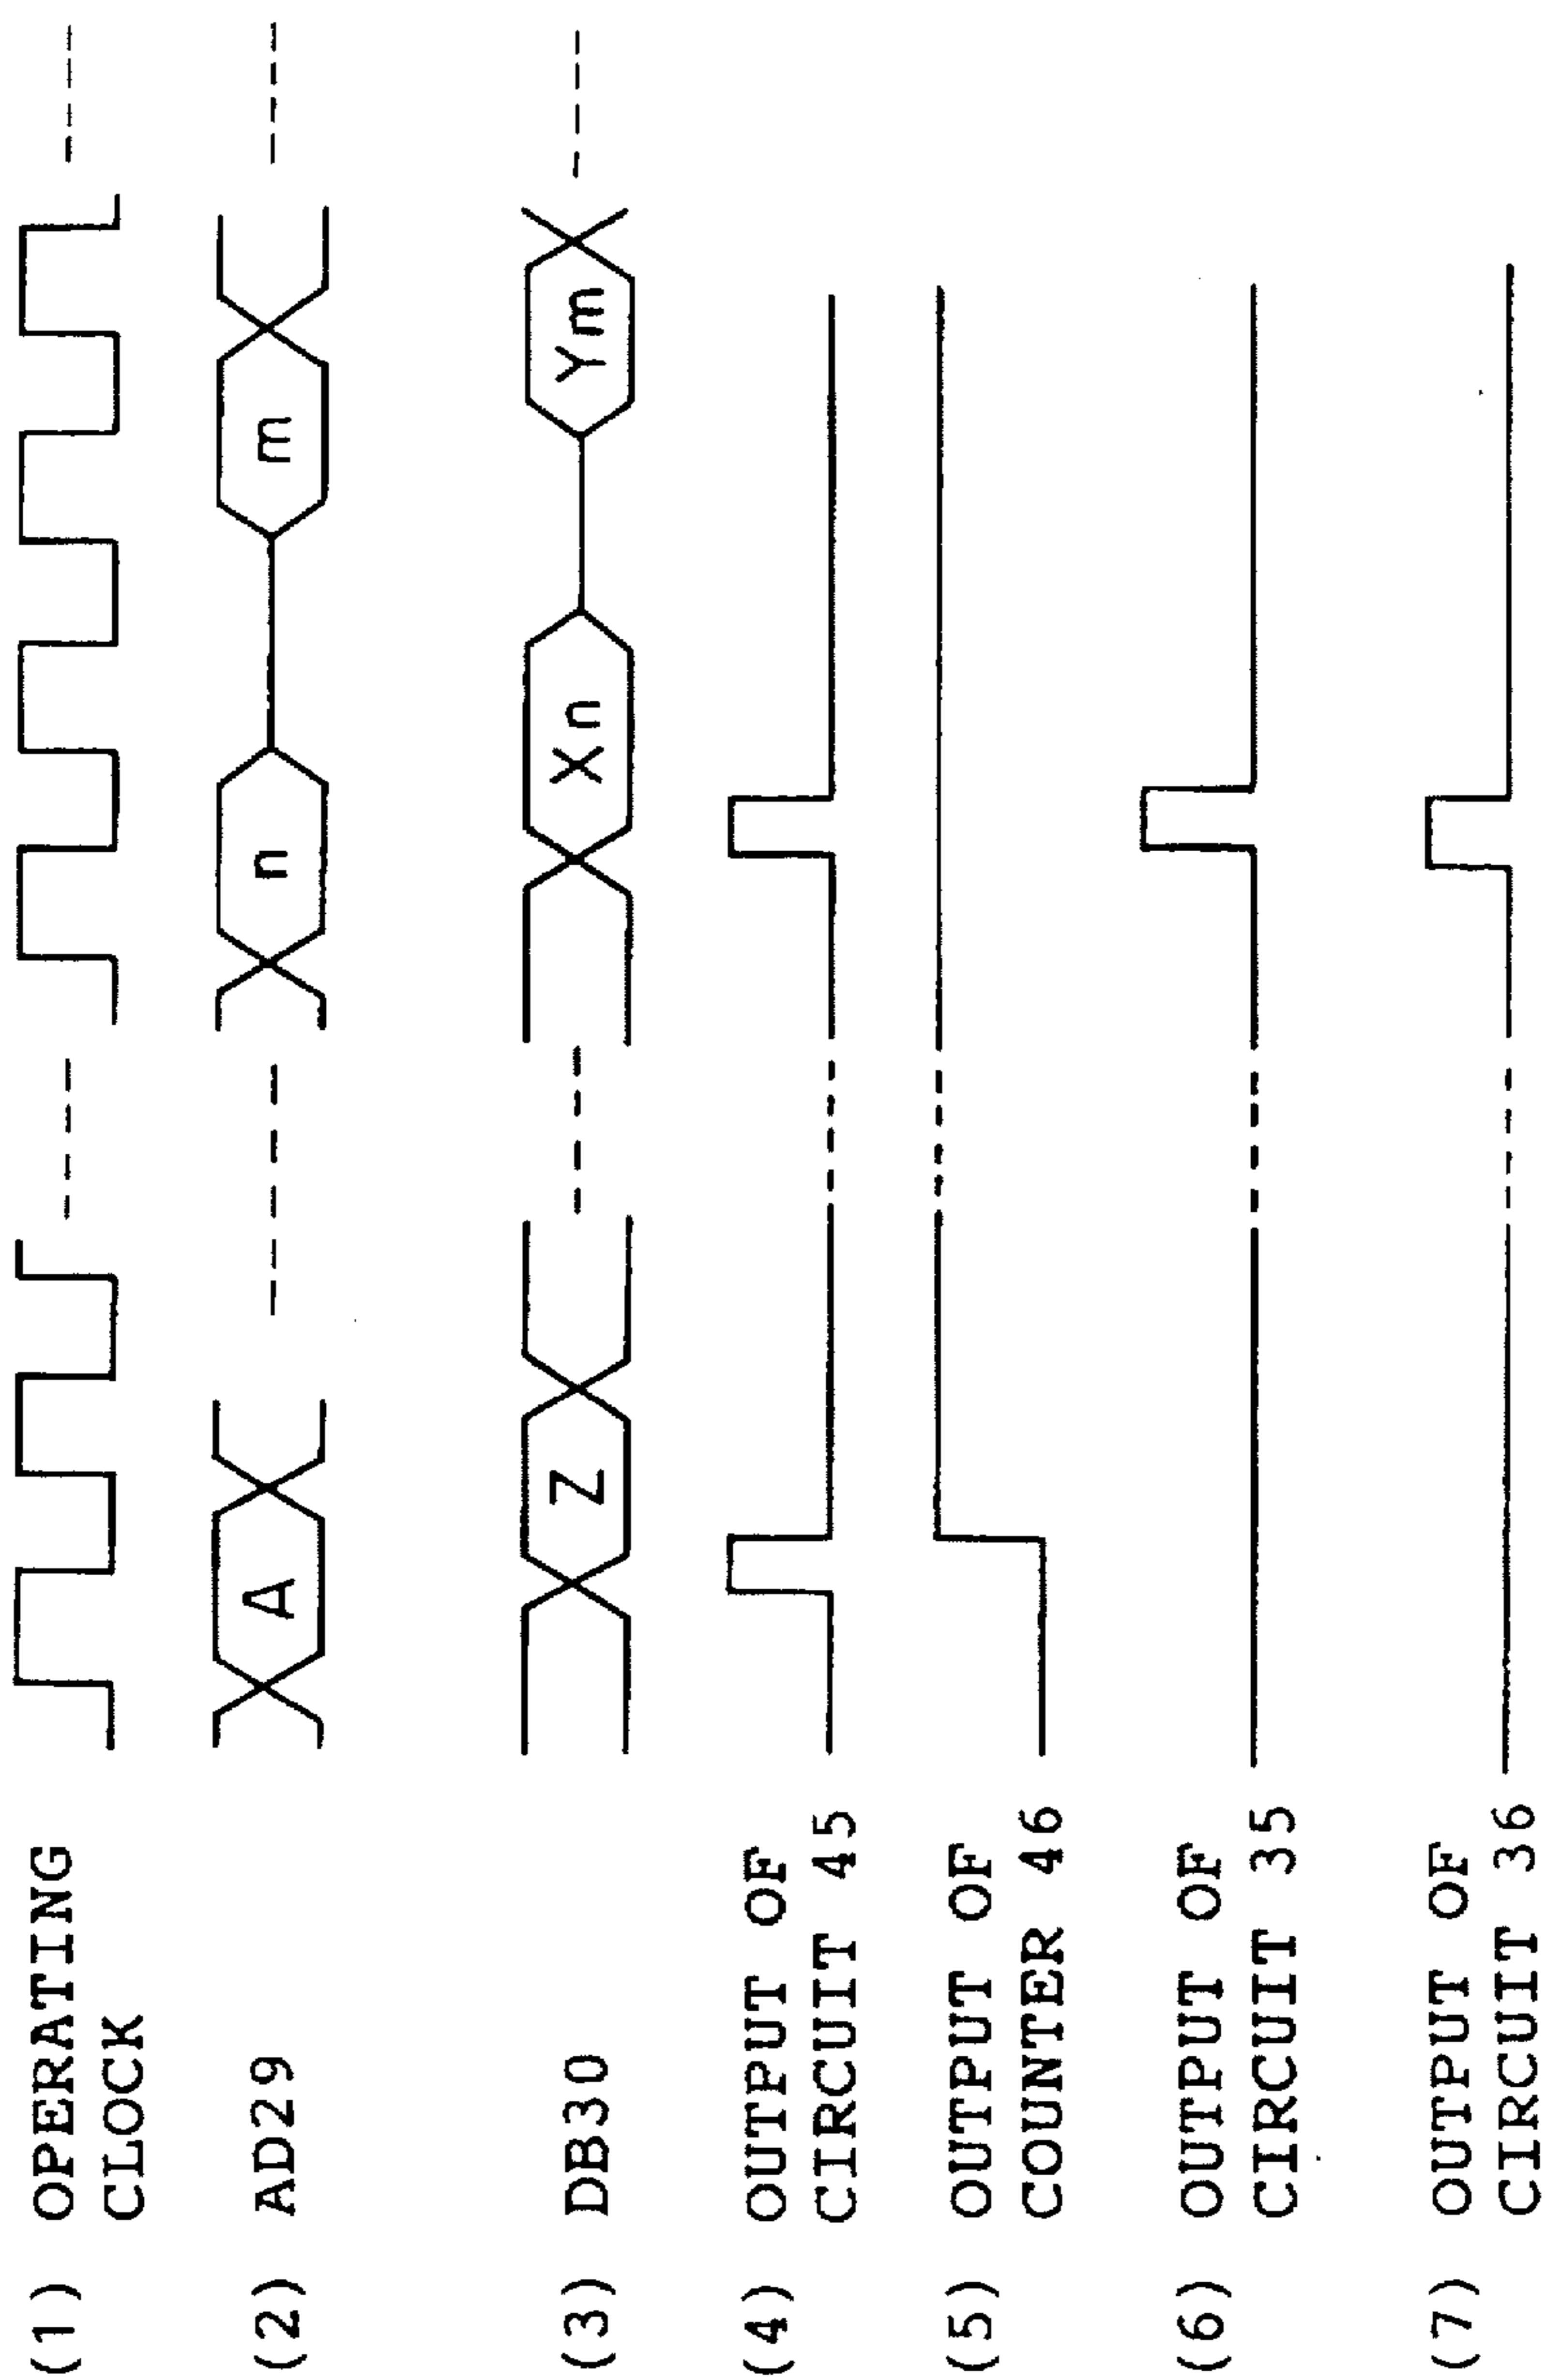 (1) OPERATING
CLOCK
(2) AD29
A
n
m
(3) DB30
Z
Xn
Ym
(4) OUTPUT OF
CIRCUIT 45
(5) OUTPUT OF
COUNTER 46
(6) OUTPUT OF
CIRCUIT 35
(7) OUTPUT OF
CIRCUIT 36